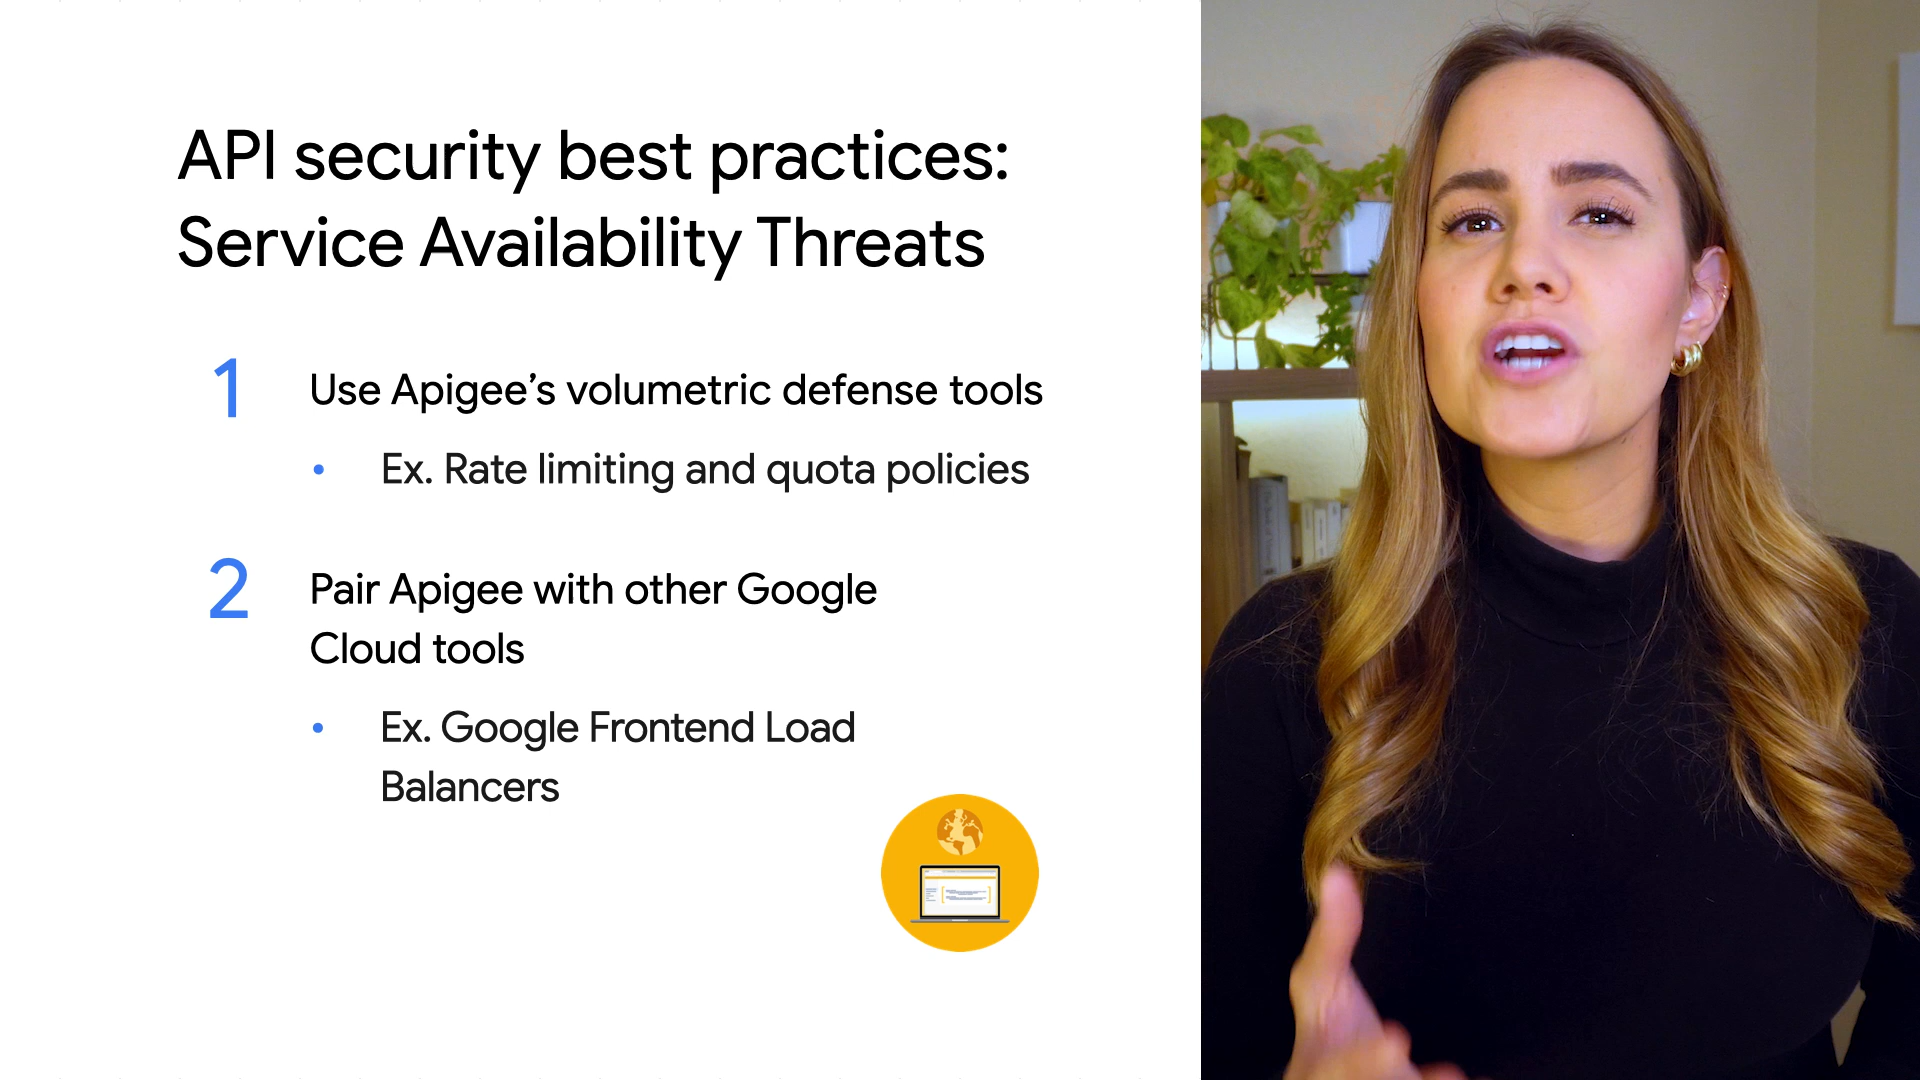 API security best practices:
Service Availability Threats
1
Use Apigee’s volumetric defense tools
• Ex. Rate limiting and quota policies
2
Pair Apigee with other Google
Cloud tools
• Ex. Google Frontend Load
Balancers